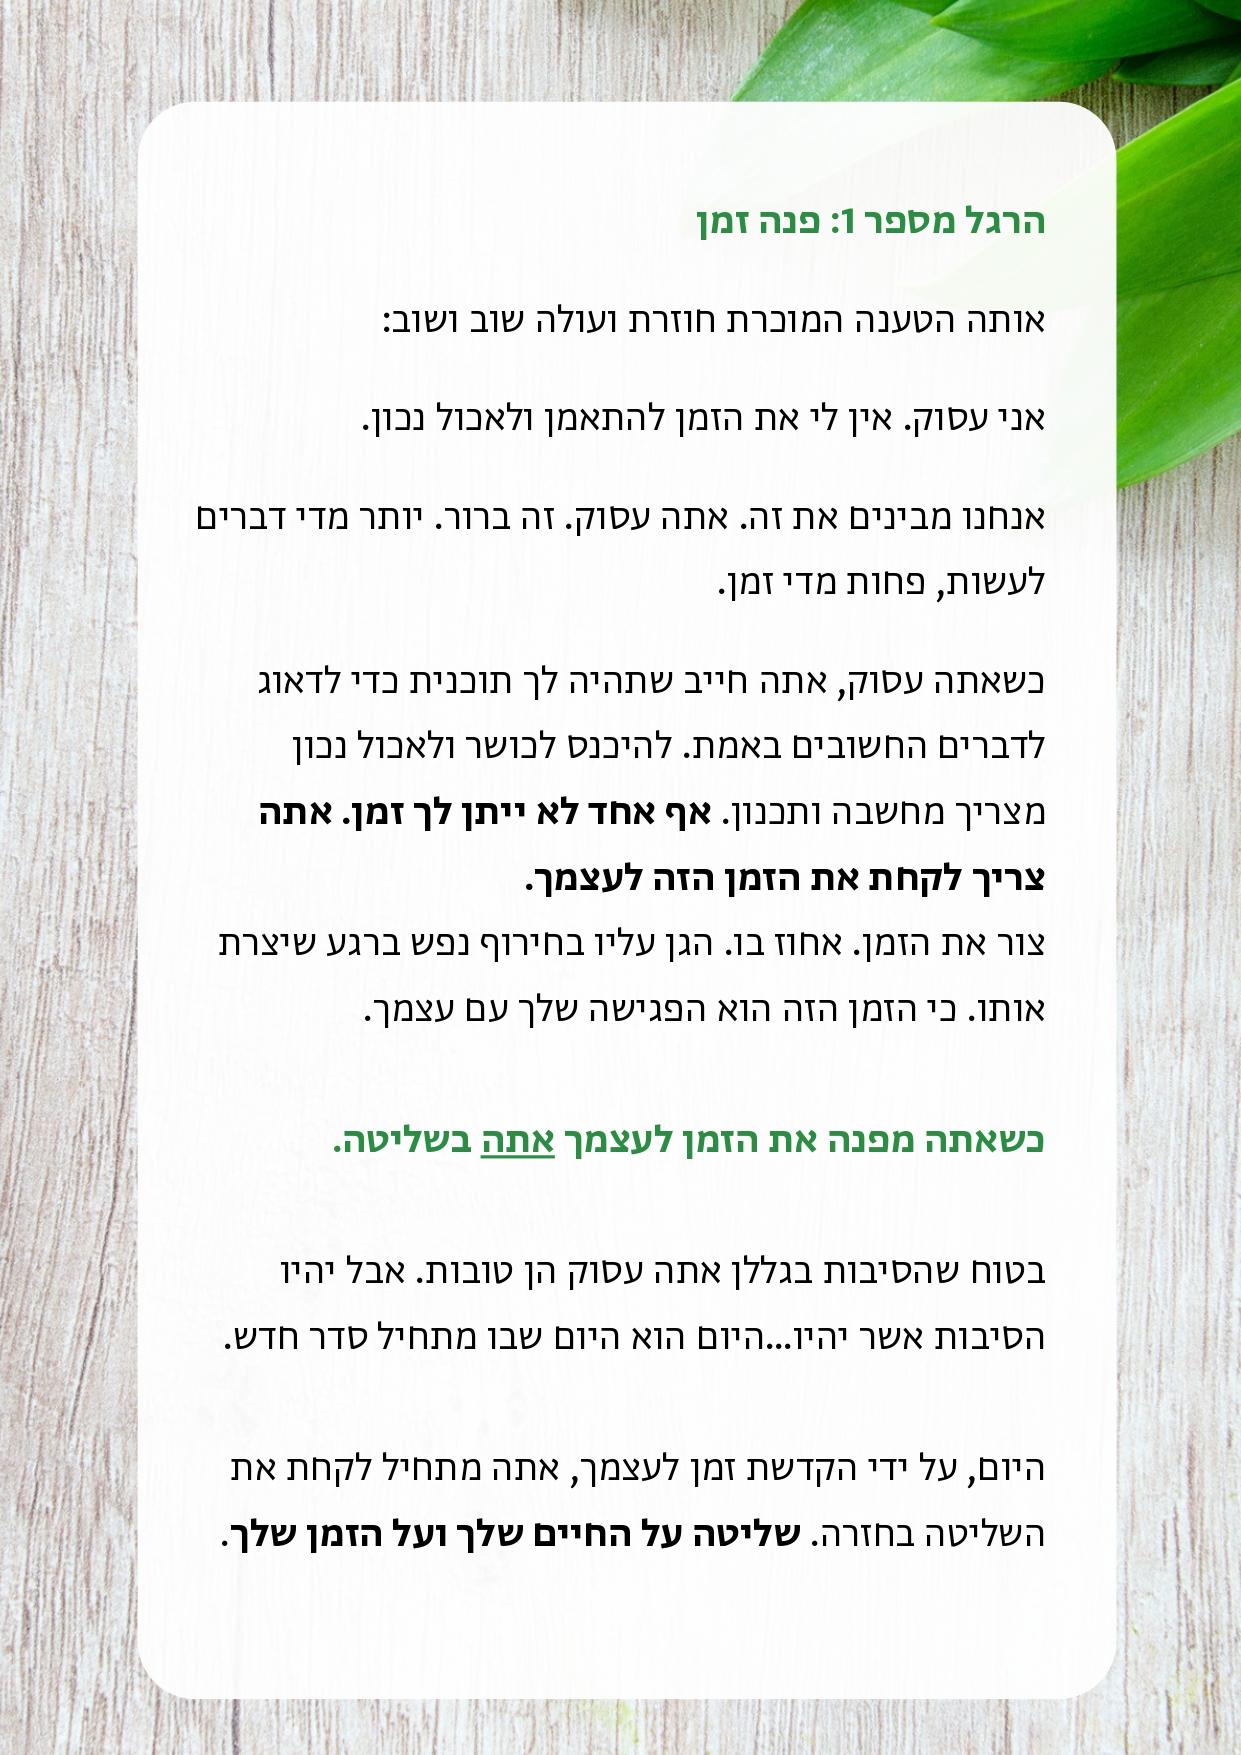 הרגל מספר 1: פנה זמן
אותה הטענה המוכרת חוזרת ועולה שוב ושוב:
אני עסוק. אין לי את הזמן להתאמן ולאכול נכון.
אנחנו מבינים את זה. אתה עסוק. זה ברור. יותר מדי דברים
לעשות, פחות מדי זמן.
כשאתה עסוק, אתה חייב שתהיה לך תוכנית כדי לדאוג
לדברים החשובים באמת. להיכנס לכושר ולאכול נכון
מצריך מחשבה ותכנון. אף אחד לא ייתן לך זמן. אתה
צריך לקחת את הזמן הזה לעצמך.
צור את הזמן. אחוז בו. הגן עליו בחירוף נפש ברגע שיצרת
אותו. כי הזמן הזה הוא הפגישה שלך עם עצמך.
כשאתה מפנה את הזמן לעצמך אתה בשליטה.
בטוח שהסיבות בגללן אתה עסוק הן טובות. אבל יהיו
הסיבות אשר יהיו...היום הוא היום שבו מתחיל סדר חדש.
היום, על ידי הקדשת זמן לעצמך, אתה מתחיל לקחת את
השליטה בחזרה. שליטה על החיים שלך ועל הזמן שלך.